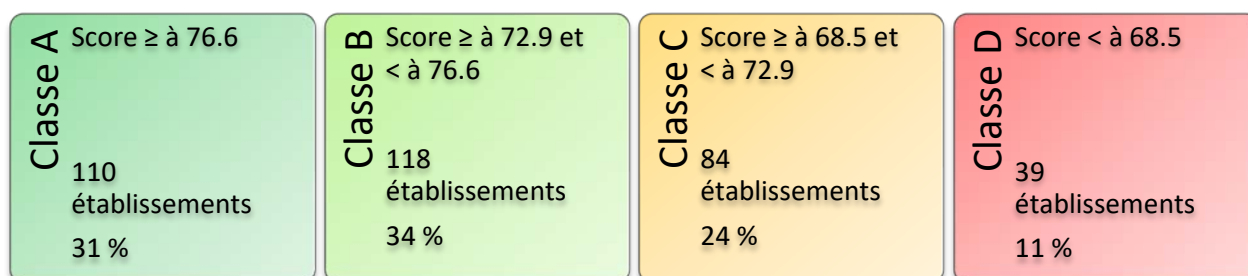 Classe A
Score ≥ à 76.6
110
établissements
31 %
Classe B
Score ≥ à 72.9 et
< à 76.6
118
établissements
34 %
Classe C
Score ≥ à 68.5 et
< à 72.9
84
établissements
24 %
Classe D
Score < à 68.5
39
établissements
11 %